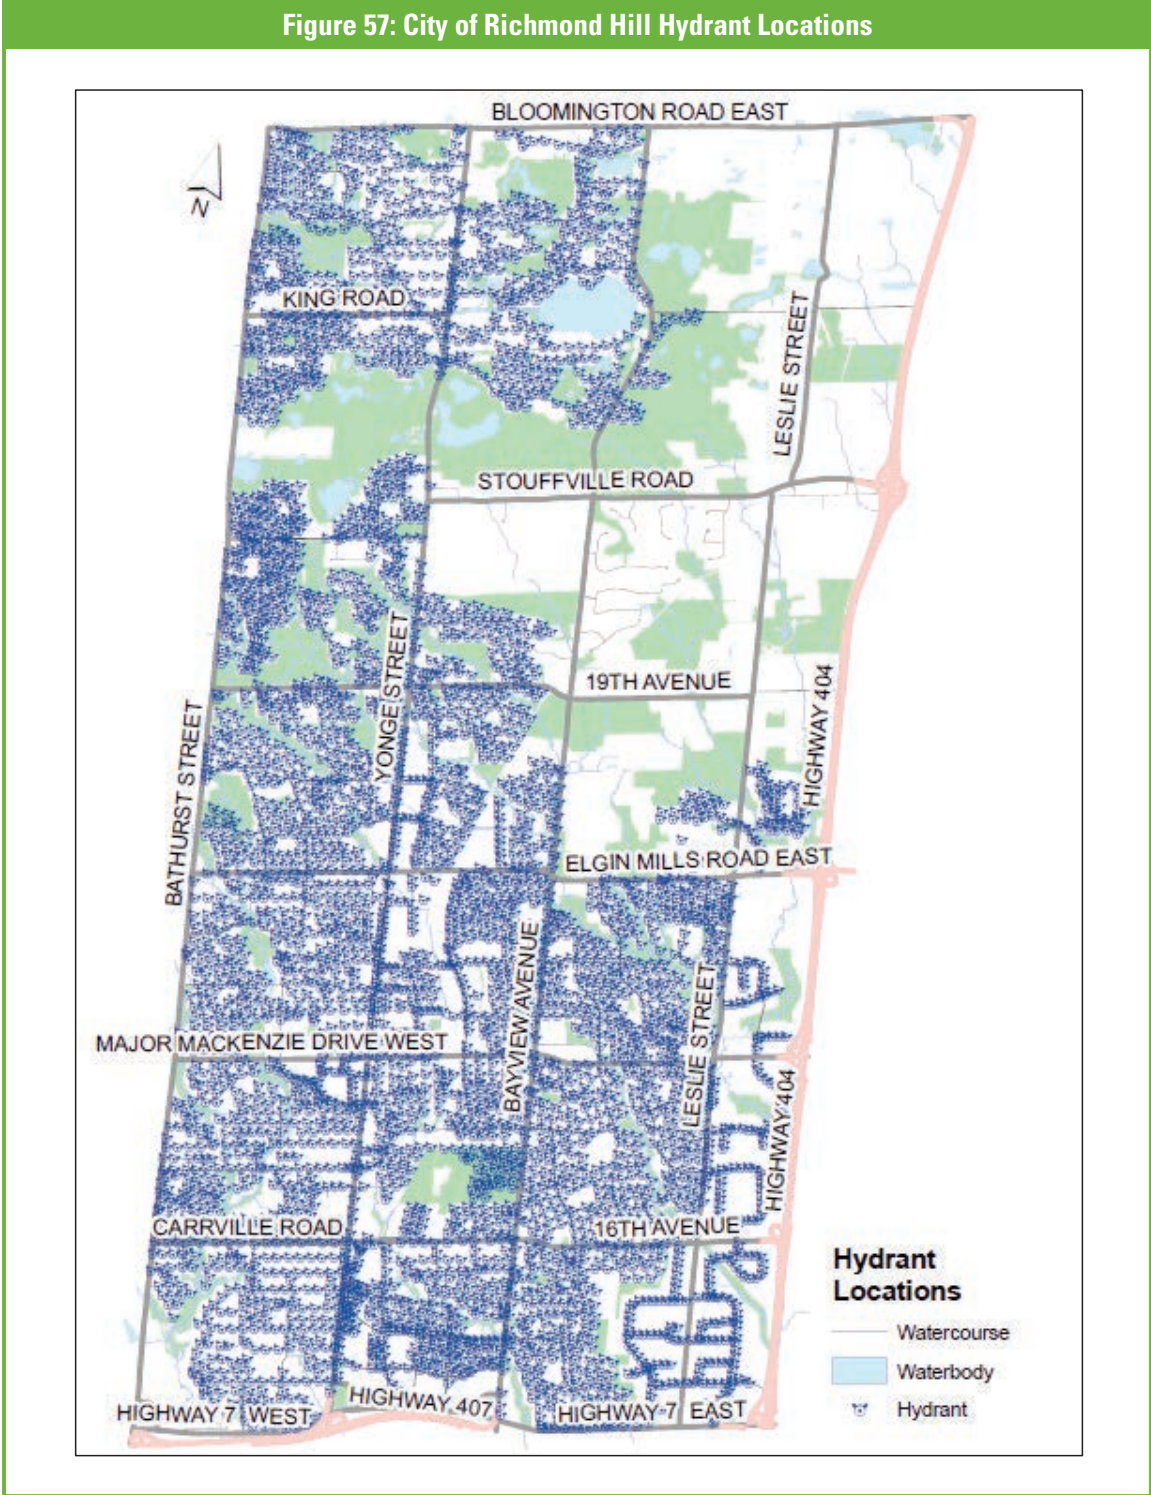 Figure 57: City of Richmond Hill Hydrant Locations
BLOOMINGTON ROAD EAST
N
KING ROAD
LESLIE STREET
STOUFFVILLE ROAD
YONGE STREET
19TH AVENUE
HIGHWAY 404
BATHURST STREET
ELGIN MILLS ROAD EAST
BAYVIEW AVENUE
LESLIE STREET
MAJOR MACKENZIE DRIVE WEST
HIGHWAY 404
CARRVILLE ROAD
16TH AVENUE
Hydrant
Locations
Watercourse
Waterbody
Hydrant
HIGHWAY 7 WEST
HIGHWAY 407
HIGHWAY 7 EAST